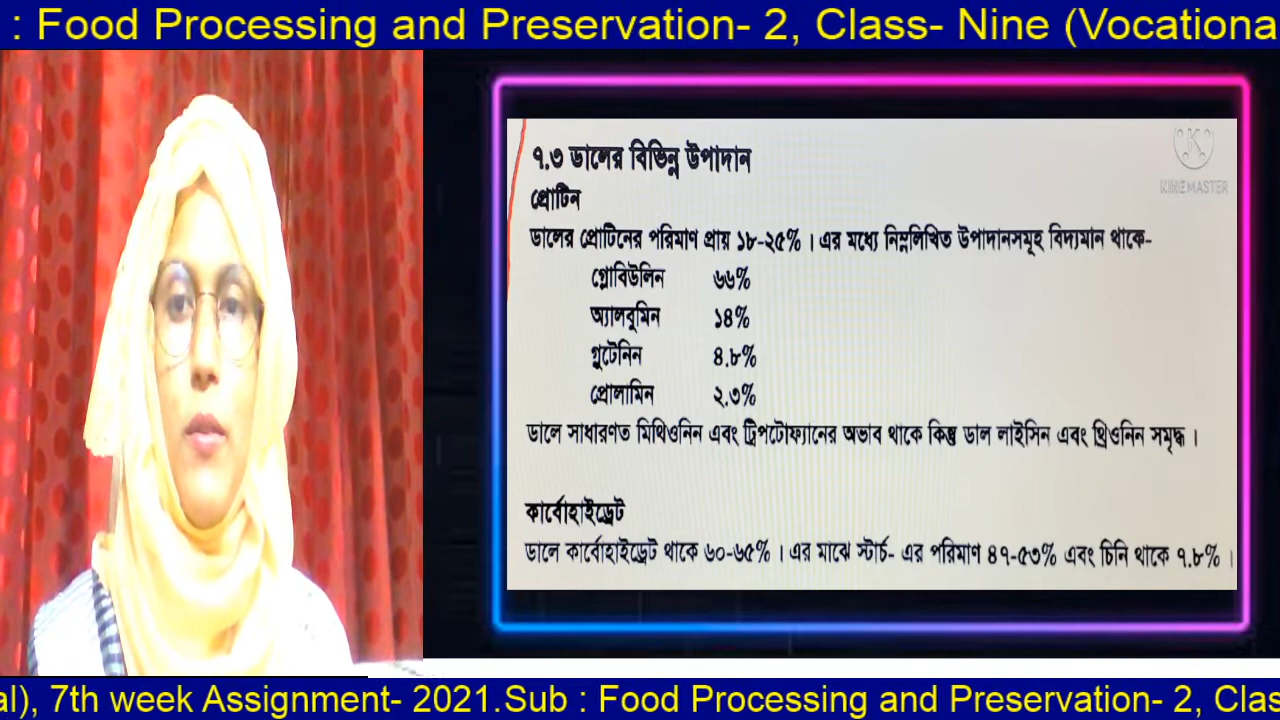 : Food Processing and Preservation- 2, Class- Nine (Vocationa
KINEMASTER
৭.৩ ডালের বিভিন্ন উপাদান
প্রোটিন
ডালের প্রোটিনের পরিমাণ প্রায় ১৮-২৫% । এর মধ্যে নিম্নলিখিত উপাদানসমূহ বিদ্যমান থাকে-
গ্লোবিউলিন ৬৬%
অ্যালবুমিন ১৪%
গ্লুটেনিন ৪.৮%
প্রোলামিন ২.৩%
ডালে সাধারণত মিথিওনিন এবং ট্রিপটোফ্যানের অভাব থাকে কিন্তু ডাল লাইসিন এবং থ্রিওনিন সমৃদ্ধ ।
কার্বোহাইড্রেট
ডালে কার্বোহাইড্রেট থাকে ৬০-৬৫% । এর মাঝে স্টার্চ- এর পরিমাণ ৪৭-৫৩% এবং চিনি থাকে ৭.৮% ।
al), 7th week Assignment- 2021.Sub : Food Processing and Preservation- 2, Clas